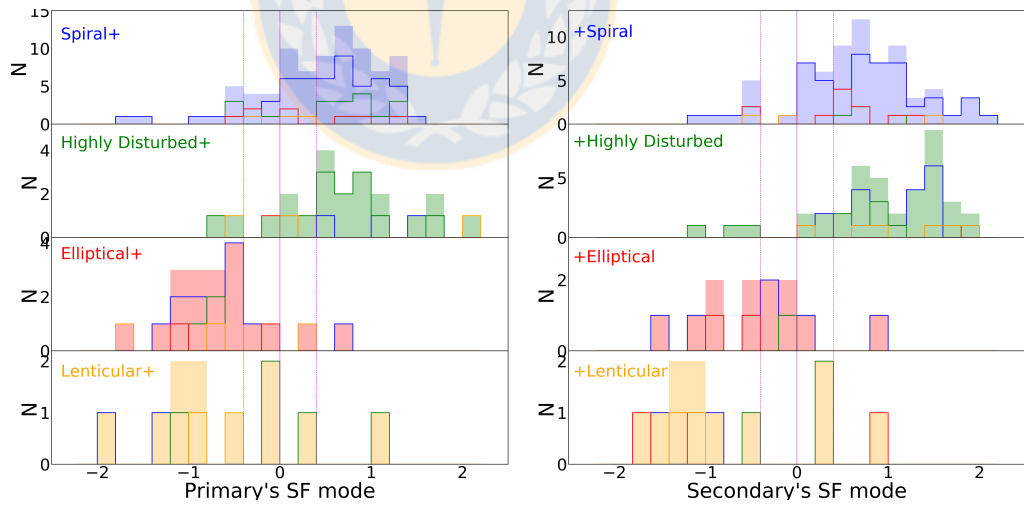 15
10
5
0
N
Spiral+
10
5
0
N
+Spiral
4
2
0
N
Highly Disturbed+
5
0
N
+Highly Disturbed
4
2
0
N
Elliptical+
2
0
N
+Elliptical
2
1
0
N
Lenticular+
2
1
0
N
+Lenticular
−2 −1 0 1 2
−2 −1 0 1 2
Primary's SF mode
Secondary's SF mode